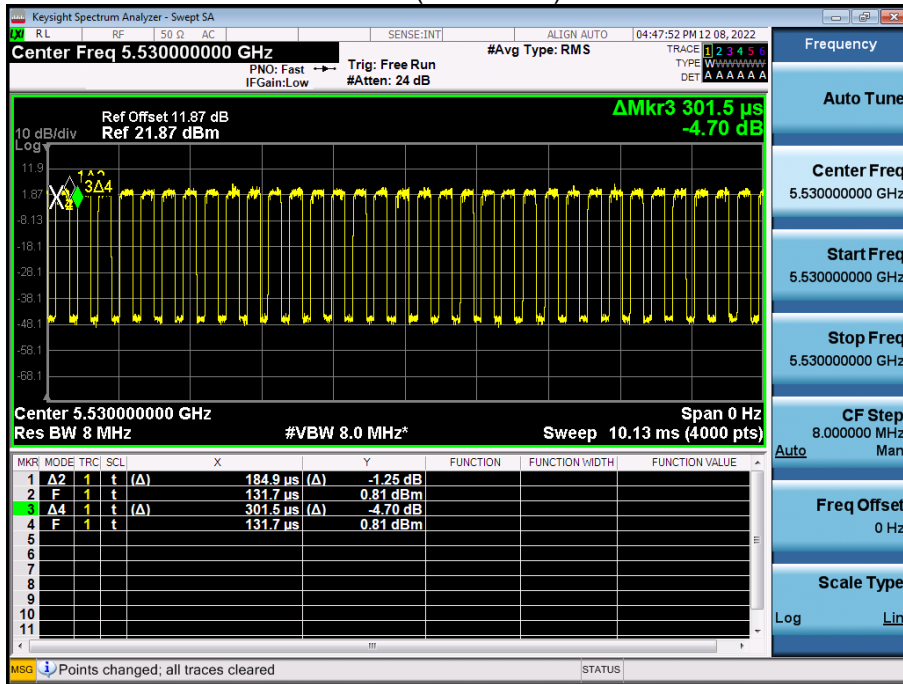 Keysight Spectrum Analyzer - Swept SA
LXI RL RF 50 Ω AC SENSE:INT ALIGN AUTO 04:47:52 PM 12 08, 2022
Center Freq 5.530000000 GHz #Avg Type: RMS TRACE 1 2 3 4 5 6
PNO: Fast Trig: Free Run TYPE WWWWWW
IFGain:Low #Atten: 24 dB DET A A A A A A
Ref Offset 11.87 dB
10 dB/div Ref 21.87 dBm
Log
ΔMkr3 301.5 µs
-4.70 dB
11.9
1.87
-8.13
-18.1
-28.1
-38.1
-48.1
-58.1
-68.1
3Δ4
Center 5.530000000 GHz Span 0 Hz
Res BW 8 MHz #VBW 8.0 MHz* Sweep 10.13 ms (4000 pts)
MKR MODE TRC SCL X Y FUNCTION FUNCTION WIDTH FUNCTION VALUE
1 Δ2 1 t (Δ) 184.9 µs (Δ) -1.25 dB
2 F 1 t 131.7 µs 0.81 dBm
3 Δ4 1 t (Δ) 301.5 µs (Δ) -4.70 dB
4 F 1 t 131.7 µs 0.81 dBm
5
6
7
8
9
10
11
MSG Points changed; all traces cleared STATUS
Frequency
Auto Tune
Center Freq
5.530000000 GHz
Start Freq
5.530000000 GHz
Stop Freq
5.530000000 GHz
CF Step
8.000000 MHz
Auto Man
Freq Offset
0 Hz
Scale Type
Log Lin